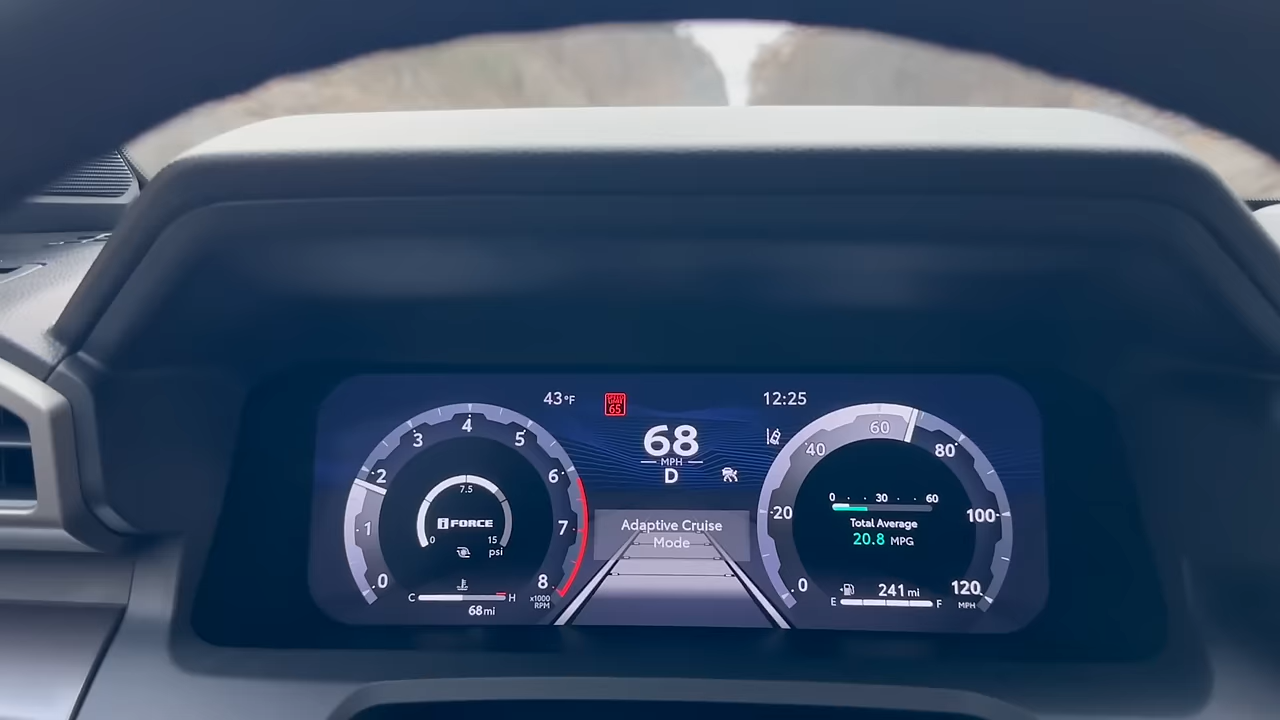 43°F
65
12:25
68
MPH
D
0
1
2
3
4
5
6
7
8
x1000
RPM
7.5
i FORCE
0
15
psi
C
H
68 mi
Adaptive Cruise
Mode
0
20
40
60
80
100
120
MPH
0
30
60
Total Average
20.8 MPG
241 mi
E
F